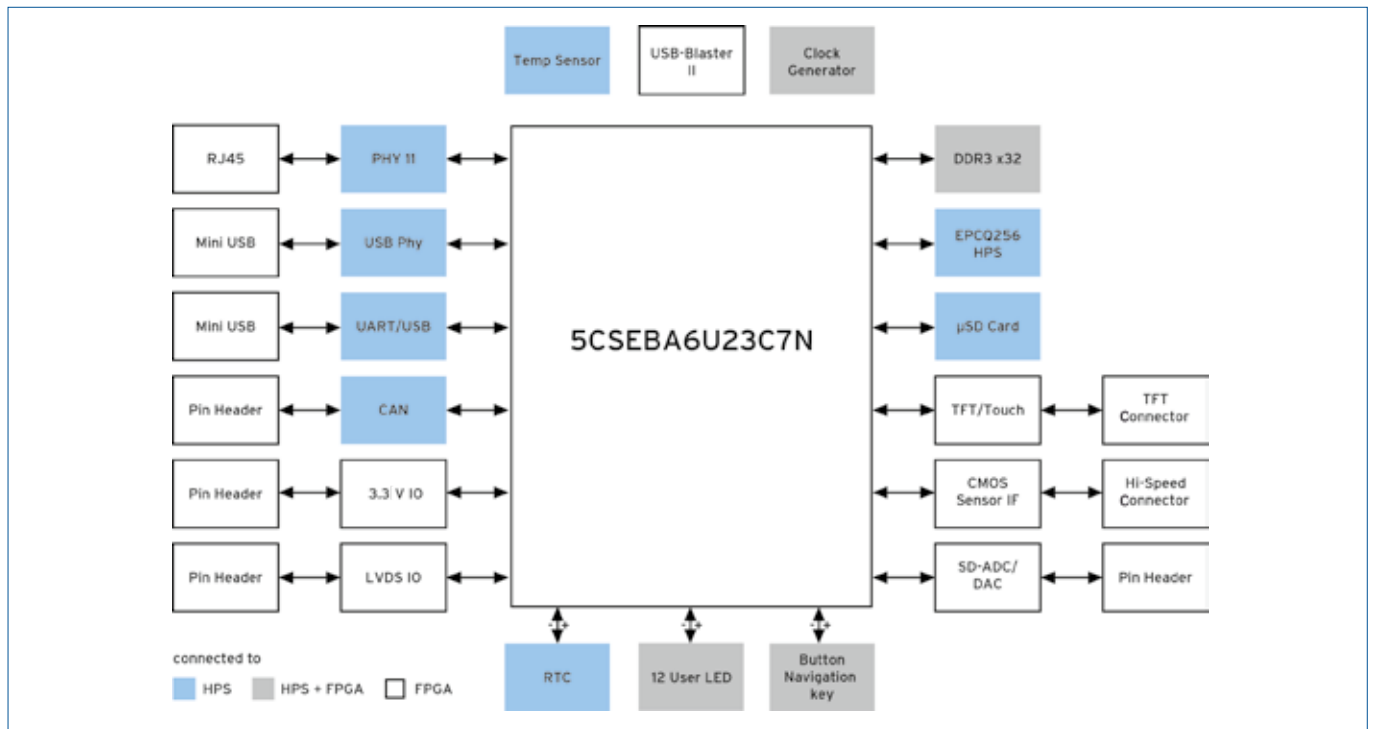 Temp Sensor
USB-Blaster
II
Clock
Generator
RJ45
PHY 11
DDR3 x32
Mini USB
USB Phy
EPCQ256
HPS
Mini USB
UART/USB
5CSEBA6U23C7N
µSD Card
Pin Header
CAN
TFT/Touch
TFT
Connector
Pin Header
3.3 V IO
CMOS
Sensor IF
Hi-Speed
Connector
Pin Header
LVDS IO
SD-ADC/
DAC
Pin Header
RTC
12 User LED
Button
Navigation
key
connected to
HPS
HPS + FPGA
FPGA